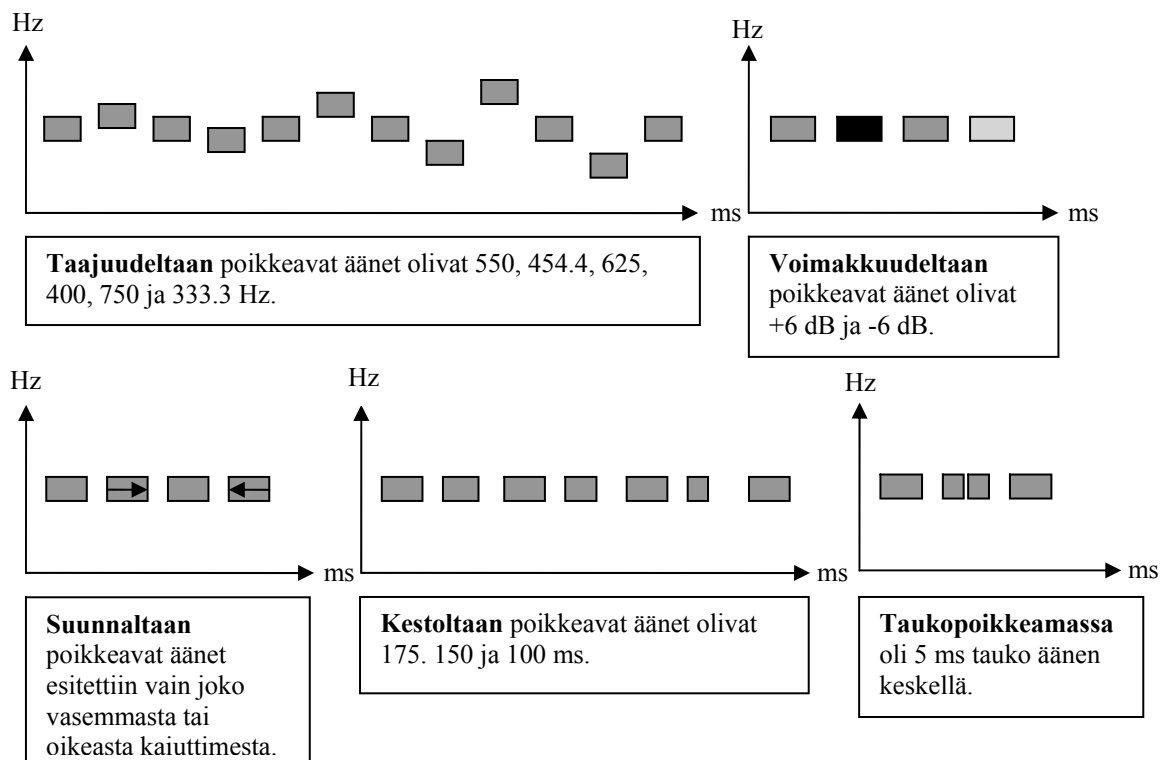 Hz
ms
Taajuudeltaan poikkeavat äänet olivat 550, 454.4, 625,
400, 750 ja 333.3 Hz.
Hz
ms
Voimakkuudeltaan
poikkeavat äänet olivat
+6 dB ja -6 dB.
Hz
ms
Suunnaltaan
poikkeavat äänet
esitettiin vain joko
vasemmasta tai
oikeasta kaiuttimesta.
Hz
ms
Kestoltaan poikkeavat äänet olivat
175. 150 ja 100 ms.
Hz
ms
Taukopoikkeamassa
oli 5 ms tauko äänen
keskellä.